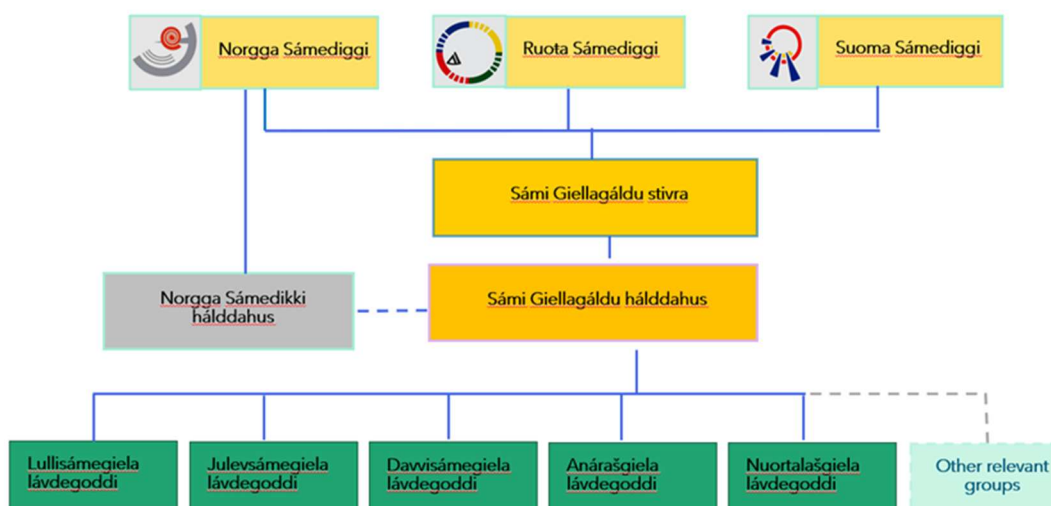 Norgga Sámediggi
Ruota Sámediggi
Suoma Sámediggi
Sámi Giellagáldu stivra
Norgga Sámedikki
hálddahus
Sámi Giellagáldu hálddahus
Lullisámegiela
lávdegoddi
Julevsámegiela
lávdegoddi
Davvisámegiela
lávdegoddi
Anárašgiela
lávdegoddi
Nuortalašgiela
lávdegoddi
Other relevant
groups